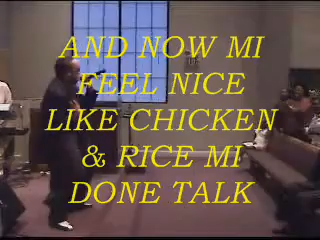 AND NOW MI
FEEL NICE
LIKE CHICKEN
& RICE MI
DONE TALK